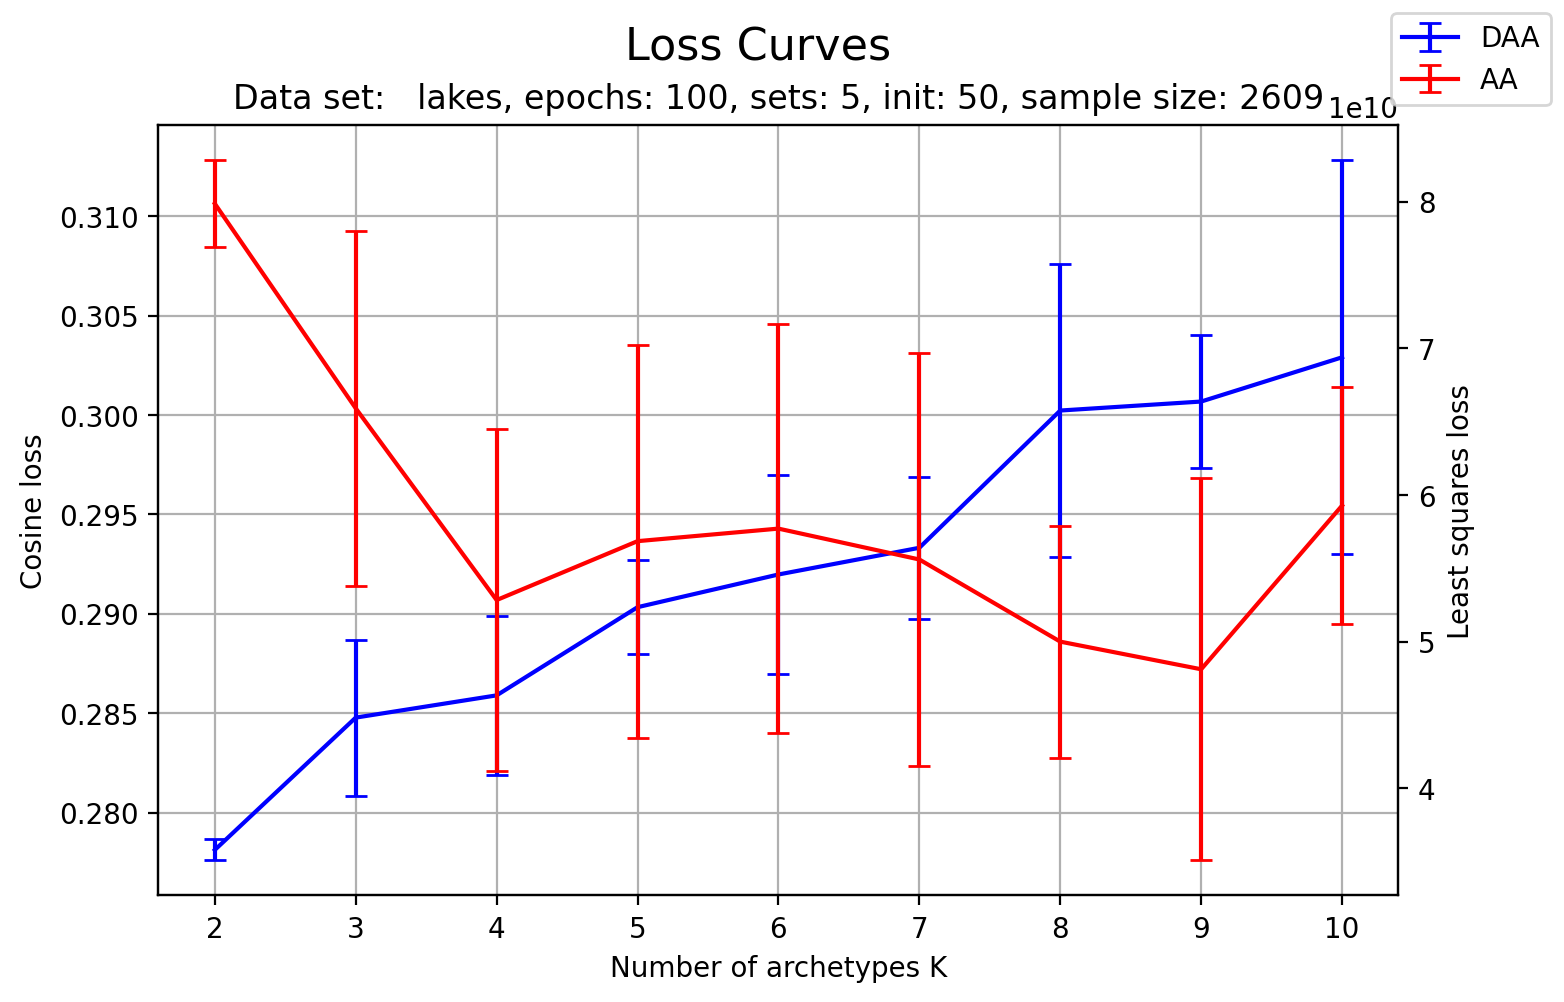 Loss Curves
DAA
AA
Data set:   lakes, epochs: 100, sets: 5, init: 50, sample size: 2609
1e10
0.310
0.305
0.300
0.295
0.290
0.285
0.280
Cosine loss
8
7
6
5
4
Least squares loss
2 3 4 5 6 7 8 9 10
Number of archetypes K